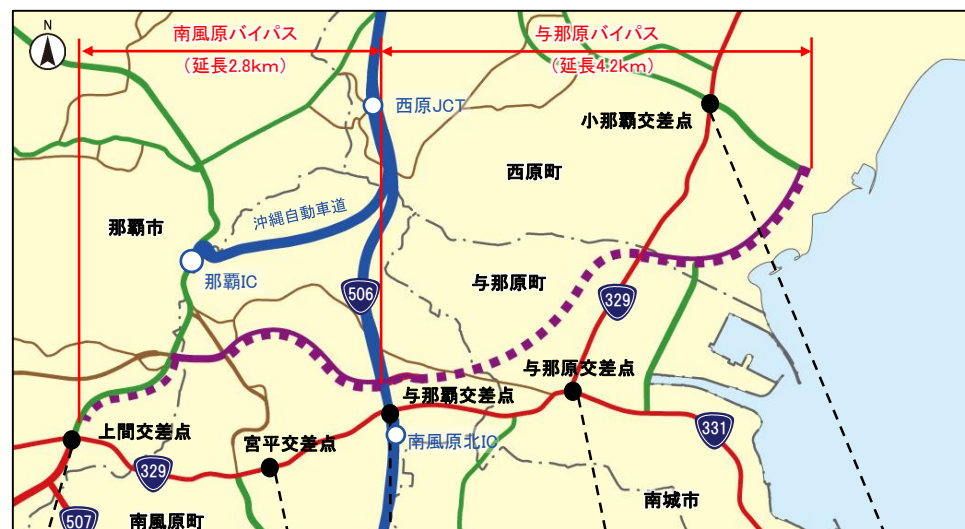 N
南風原バイパス
(延長2.8km)
与那原バイパス
(延長4.2km)
西原JCT
小那覇交差点
西原町
沖縄自動車道
那覇市
那覇IC
与那原町
506
329
与那原交差点
与那覇交差点
上間交差点
宮平交差点
南風原北IC
331
329
南城市
507
南風原町